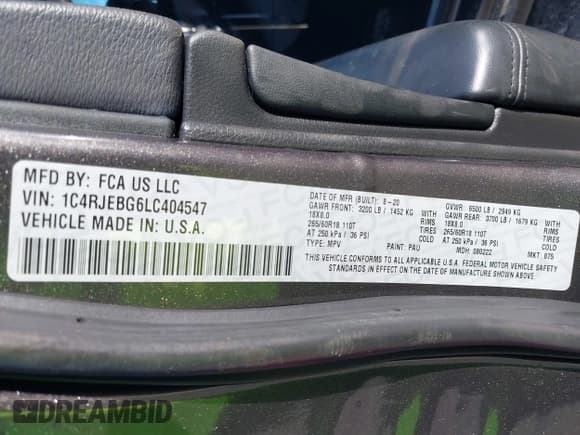 MFD BY: FCA US LLC
VIN: 1C4RJEBG6LC404547
VEHICLE MADE IN: U.S.A.
DATE OF MFR (BUILT): 8-20 GVWR: 6500 LB / 2949 KG
GAWR FRONT: 3200 LB / 1452 KG WITH GAWR REAR: 3700 LB / 1679 KG WITH
18X8.0 RIMS 18X8.0 RIMS
265/60R18 110T TIRES 265/60R18 110T TIRES
AT 250 kPa / 36 PSI COLD AT 250 kPa / 36 PSI COLD
TYPE: MPV PAINT: PAU MDH: 080222 MKT: 075
THIS VEHICLE CONFORMS TO ALL APPLICABLE U.S.A. FEDERAL MOTOR VEHICLE SAFETY
STANDARDS IN EFFECT ON THE DATE OF MANUFACTURE SHOWN ABOVE.
DREAMBID